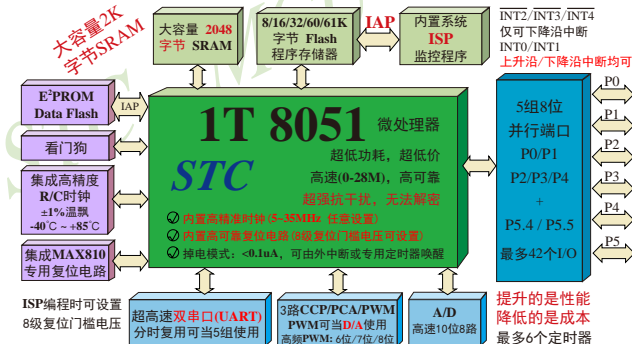 大容量2K
字节SRAM
大容量 2048
字节 SRAM
8/16/32/60/61K
字节 Flash
程序存储器
IAP
内置系统
ISP
监控程序
INT2/INT3/INT4
仅可下降沿中断
INT0/INT1
上升沿/下降沿中断均可
E²PROM
Data Flash
IAP
看门狗
集成高精度
R/C时钟
±1%温飘
-40℃ ~ +85℃
集成MAX810
专用复位电路
1T 8051 微处理器
STC
超低功耗，超低价
高速(0-28M)，高可靠
超强抗干扰，无法解密
内置高精准时钟(5~35MHz 任意设置)
内置高可靠复位电路(8级复位门槛电压可设置)
掉电模式：<0.1uA，可由外中断或专用定时器唤醒
5组8位
并行端口
P0/P1
P2/P3/P4
+
P5.4 / P5.5
最多42个I/O
P0
P1
P2
P3
P4
P5
ISP编程时可设置
8级复位门槛电压
超高速双串口(UART)
分时复用可当5组使用
3路CCP/PCA/PWM
PWM可当D/A使用
高频PWM: 6位/7位/8位
A/D
高速10位8路
提升的是性能
降低的是成本
最多6个定时器